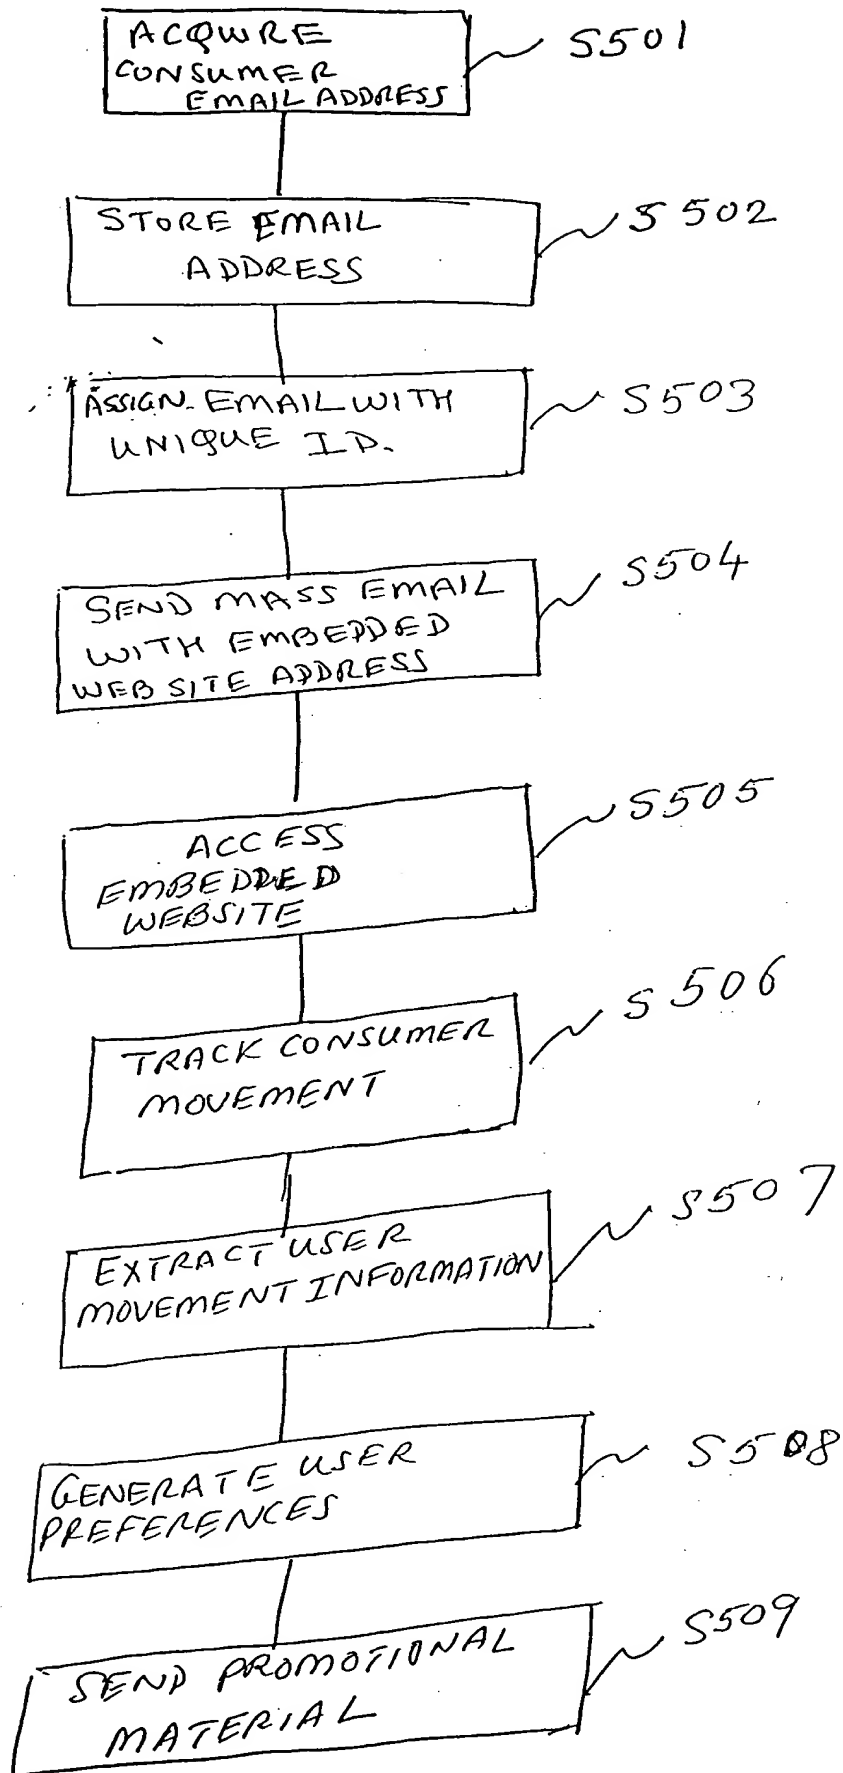 ACQUIRE
CONSUMER
EMAIL ADDRESS
S501
STORE EMAIL
ADDRESS
S502
ASSIGN EMAIL WITH
UNIQUE ID.
S503
SEND MASS EMAIL
WITH EMBEDDED
WEB SITE ADDRESS
S504
ACCESS
EMBEDDED
WEBSITE
S505
TRACK CONSUMER
MOVEMENT
S506
EXTRACT USER
MOVEMENT INFORMATION
S507
GENERATE USER
PREFERENCES
S508
SEND PROMOTIONAL
MATERIAL
S509